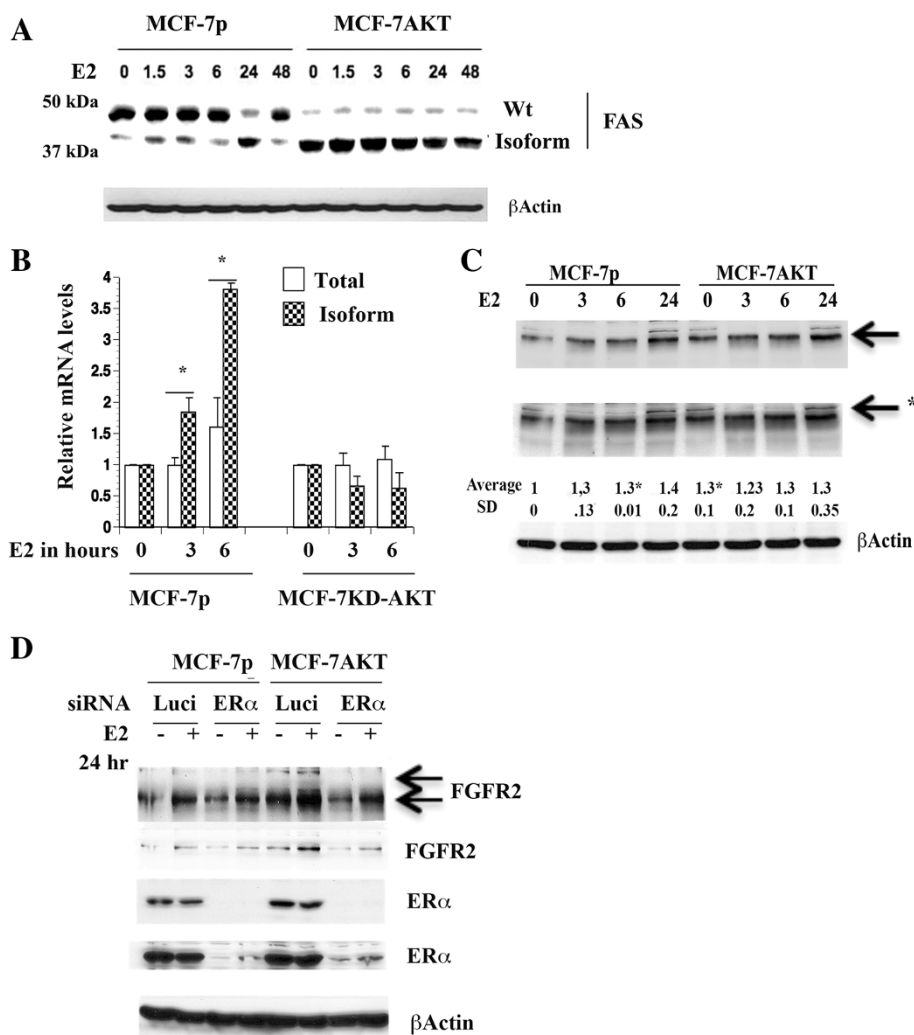 A
MCF-7p MCF-7AKT
E2 0 1.5 3 6 24 48 0 1.5 3 6 24 48
50 kDa
Wt
Isoform
FAS
37 kDa
βActin
B
Relative mRNA levels
4
3.5
3
2.5
2
1.5
1
0.5
0
* *
Total
Isoform
E2 in hours 0 3 6 0 3 6
MCF-7p MCF-7KD-AKT
C
MCF-7p MCF-7AKT
E2 0 3 6 24 0 3 6 24
*
Average 1 1,3 1.3* 1.4 1.3* 1.23 1.3 1.3
SD 0 .13 0.01 0.2 0.1 0.2 0.1 0.35
βActin
D
MCF-7p MCF-7AKT
siRNA Luci ERα Luci ERα
E2 - + - + - + - +
24 hr
FGFR2
FGFR2
ERα
ERα
βActin